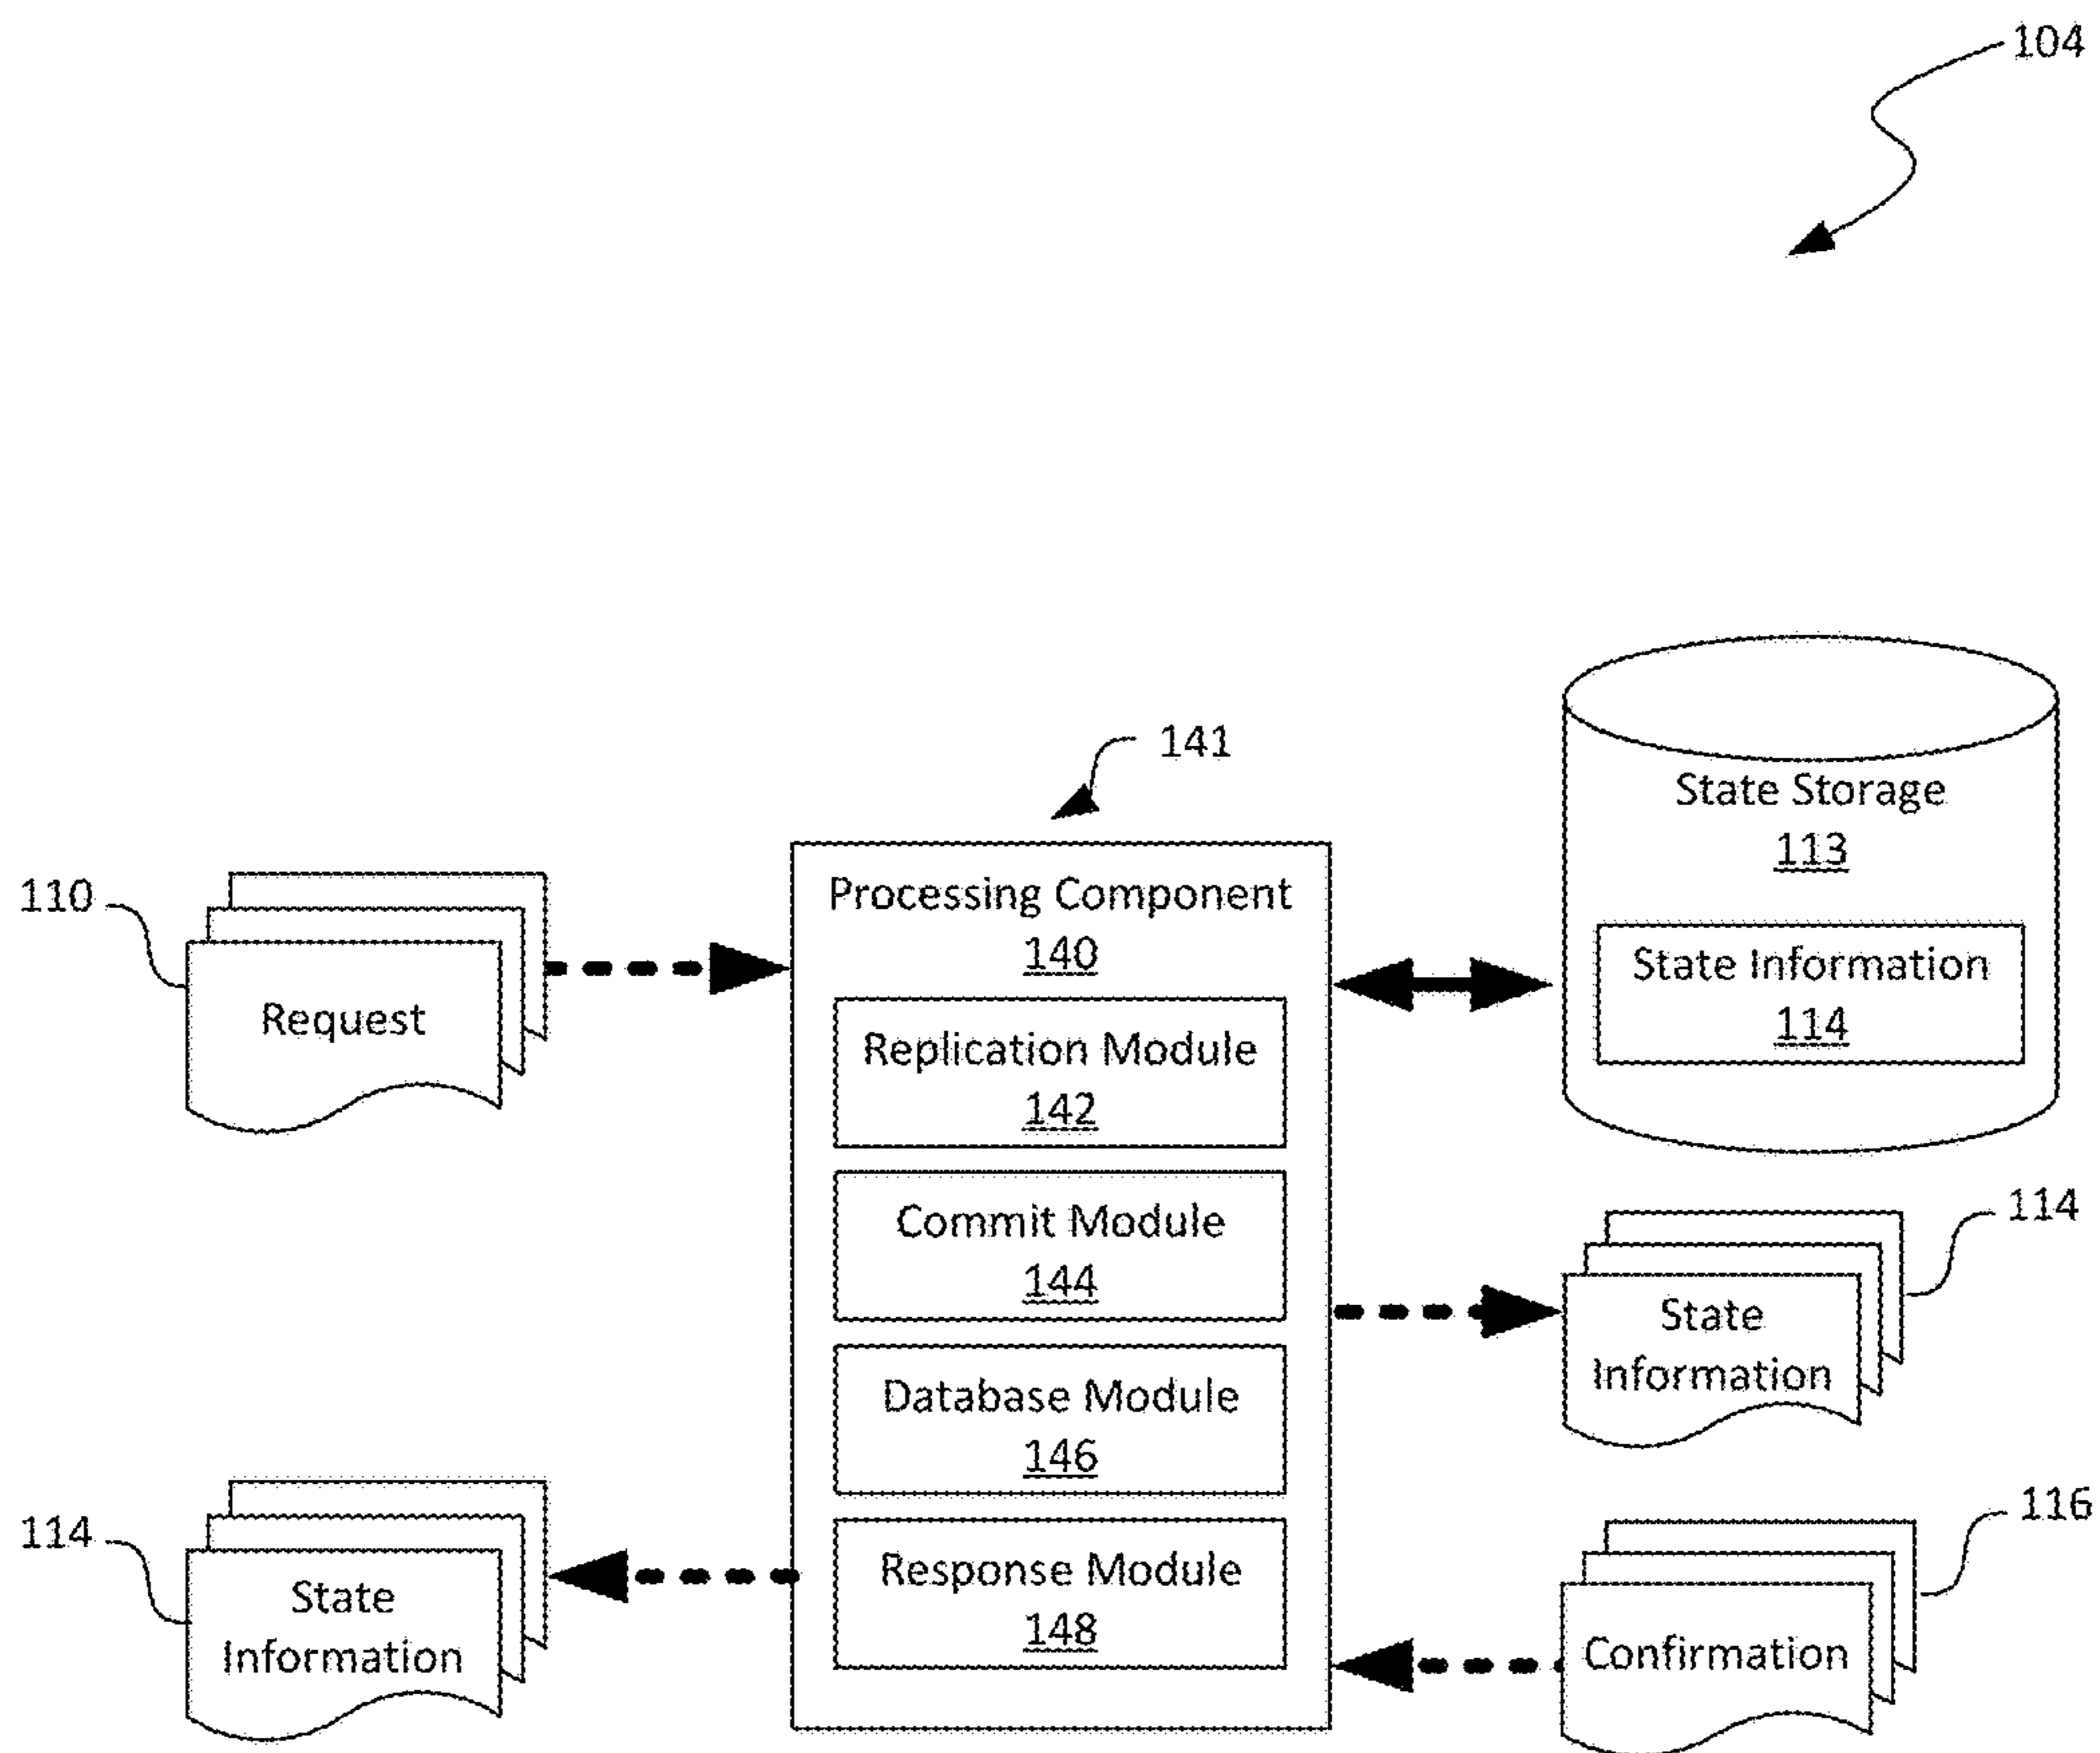 104
141
State Storage
113
State Information
114
110
Request
Processing Component
140
Replication Module
142
Commit Module
144
Database Module
146
Response Module
148
114
State
Information
114
State
Information
116
Confirmation